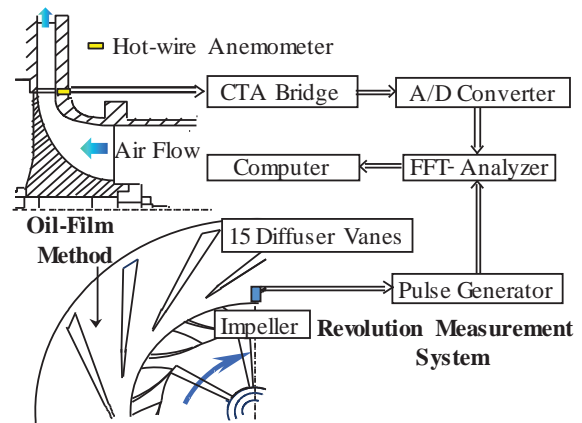 Hot-wire Anemometer
CTA Bridge
A/D Converter
Air Flow
Computer
FFT- Analyzer
Oil-Film
Method
15 Diffuser Vanes
Pulse Generator
Impeller
Revolution Measurement
System